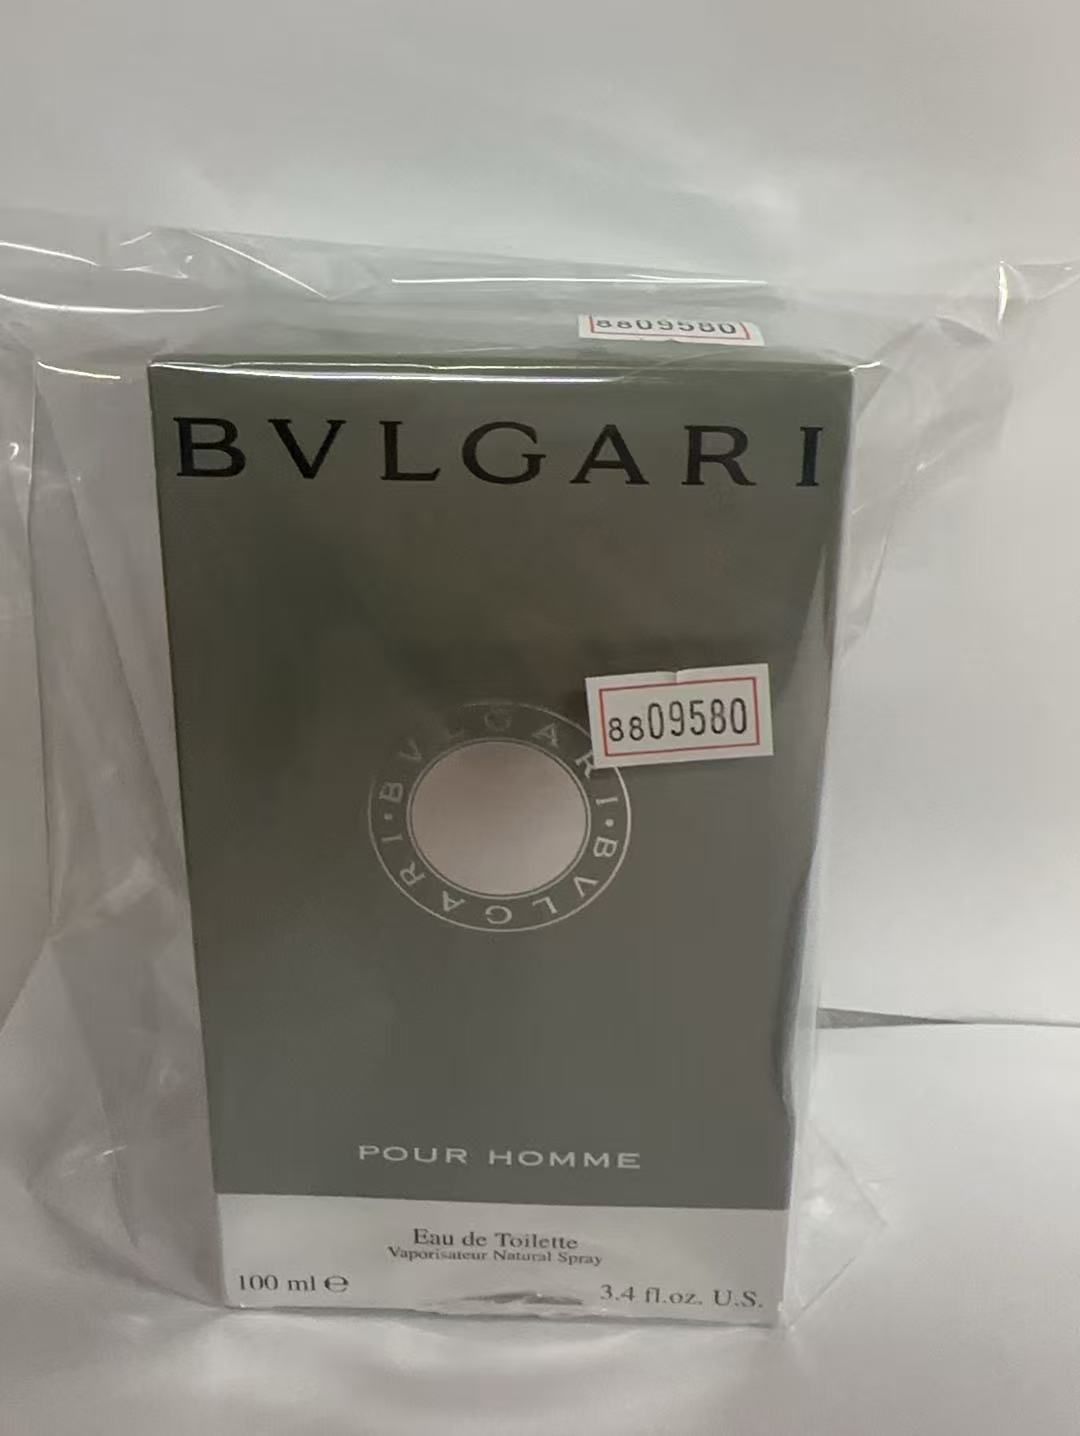 8809580
BVLGARI
8809580
BVLGARI • BVLGARI •
POUR HOMME
Eau de Toilette
Vaporisateur Natural Spray
100 ml ℮
3.4 fl.oz. U.S.